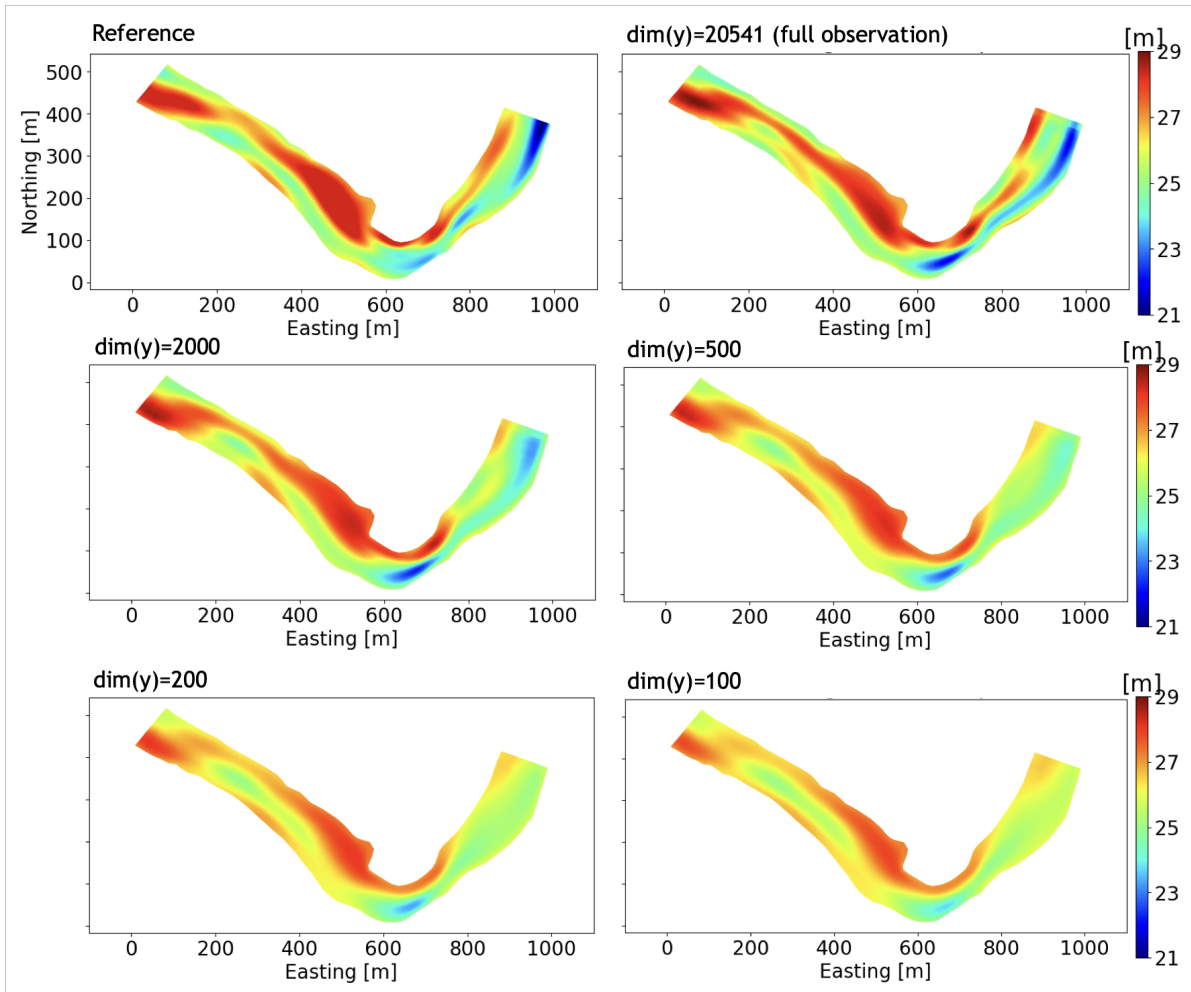 Reference
dim(y)=20541 (full observation)
[m]
500
400
300
200
100
0
Northing [m]
0 200 400 600 800 1000
Easting [m]
0 200 400 600 800 1000
Easting [m]
29
27
25
23
21
dim(y)=2000
dim(y)=500
[m]
0 200 400 600 800 1000
Easting [m]
0 200 400 600 800 1000
Easting [m]
29
27
25
23
21
dim(y)=200
dim(y)=100
[m]
0 200 400 600 800 1000
Easting [m]
0 200 400 600 800 1000
Easting [m]
29
27
25
23
21